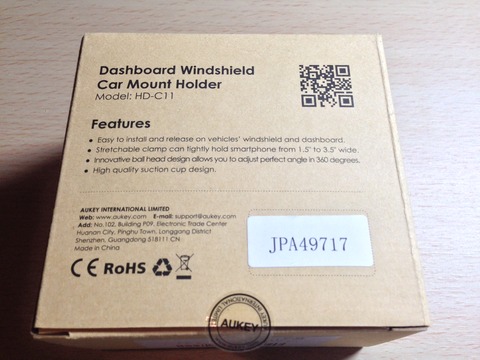 Dashboard Windshield
Car Mount Holder
Model: HD-C11
Features
• Easy to install and release on vehicles' windshield and dashboard.
• Stretchable clamp can tightly hold smartphone from 1.5" to 3.5" wide.
• Innovative ball head design allows you to adjust perfect angle in 360 degrees.
• High quality suction cup design.
AUKEY INTERNATIONAL LIMITED
Web: www.aukey.com E-mail: support@aukey.com
Add: No.102, Building P09, Electronic Trade Center
Huanan City, Pinghu Town, Longgang District
Shenzhen, Guangdong 518111 CN
Made in China
JPA49717
CE RoHS
AUKEY